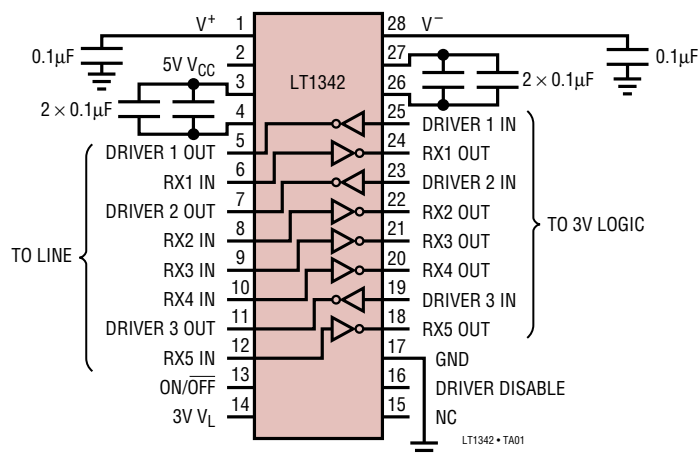 V+ 1 28 V−
0.1µF 0.1µF
5V VCC 2 27
LT1342
3 26
2 × 0.1µF 2 × 0.1µF
4 25 DRIVER 1 IN
DRIVER 1 OUT 5 24 RX1 OUT
RX1 IN 6 23 DRIVER 2 IN
DRIVER 2 OUT 7 22 RX2 OUT
RX2 IN 8 21 RX3 OUT
TO LINE TO 3V LOGIC
RX3 IN 9 20 RX4 OUT
RX4 IN 10 19 DRIVER 3 IN
DRIVER 3 OUT 11 18 RX5 OUT
RX5 IN 12 17 GND
ON/OFF 13 16 DRIVER DISABLE
3V VL 14 15 NC
LT1342 • TA01